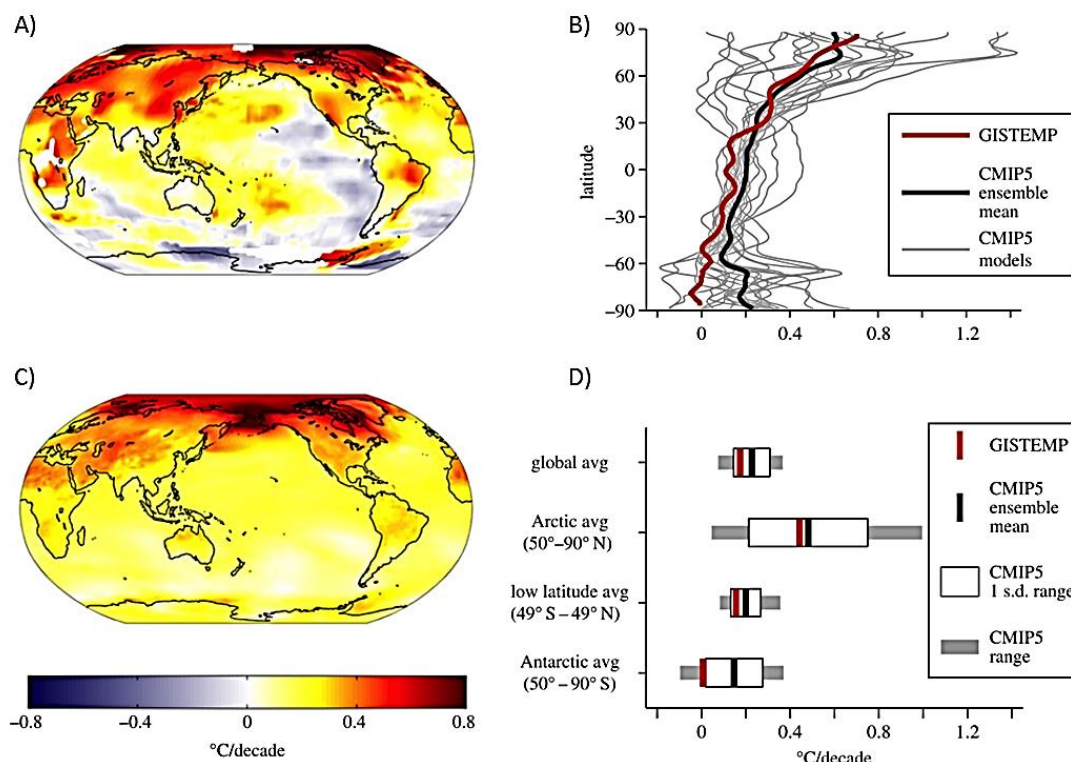 A)
B)
90
60
30
0
−30
−60
−90
latitude
0
0.4
0.8
1.2
GISTEMP
CMIP5
ensemble
mean
CMIP5
models
C)
−0.8
−0.4
0
0.4
0.8
°C/decade
D)
global avg
Arctic avg
(50°–90° N)
low latitude avg
(49° S – 49° N)
Antarctic avg
(50°–90° S)
0
0.4
0.8
1.2
°C/decade
GISTEMP
CMIP5
ensemble
mean
CMIP5
1 s.d. range
CMIP5
range